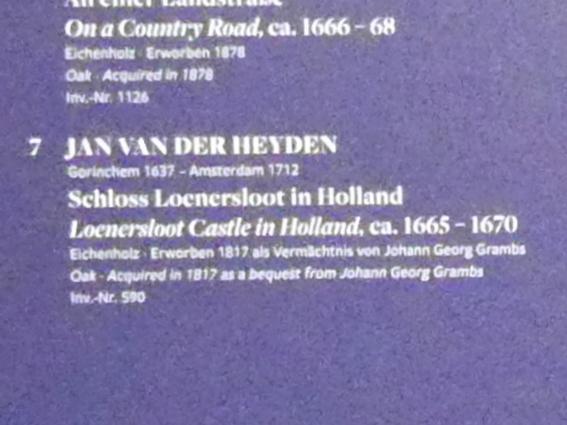 An einer Landstraße
On a Country Road, ca. 1666 – 68
Eichenholz · Erworben 1878
Oak · Acquired in 1878
Inv.-Nr. 1126
7 JAN VAN DER HEYDEN
Gorinchem 1637 – Amsterdam 1712
Schloss Loenersloot in Holland
Loenersloot Castle in Holland, ca. 1665 – 1670
Eichenholz · Erworben 1817 als Vermächtnis von Johann Georg Grambs
Oak · Acquired in 1817 as a bequest from Johann Georg Grambs
Inv.-Nr. 590